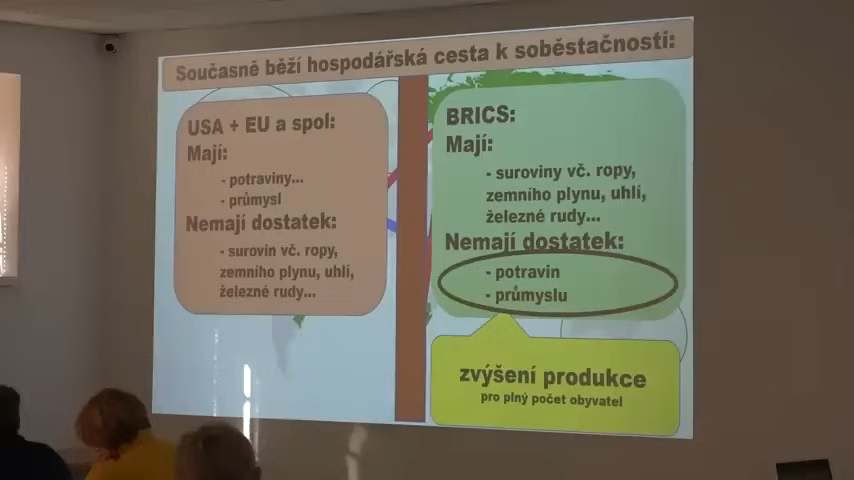 Současně běží hospodářská cesta k soběstačnosti:
USA + EU a spol:
Mají:
- potraviny...
- průmysl
Nemají dostatek:
- surovin vč. ropy,
zemního plynu, uhlí,
železné rudy...
BRICS:
Mají:
- suroviny vč. ropy,
zemního plynu, uhlí,
železné rudy...
Nemají dostatek:
- potravin
- průmyslu
zvýšení produkce
pro plný počet obyvatel